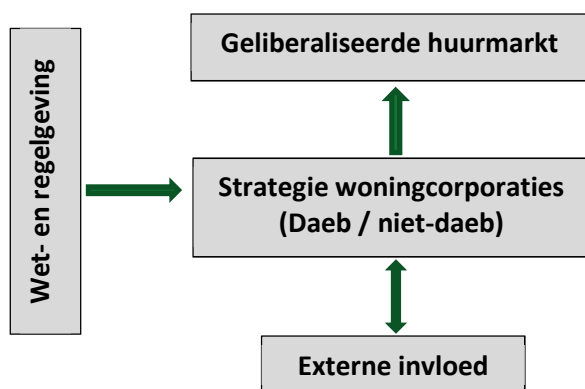 Geliberaliseerde huurmarkt
Wet- en regelgeving
Strategie woningcorporaties
(Daeb / niet-daeb)
Externe invloed